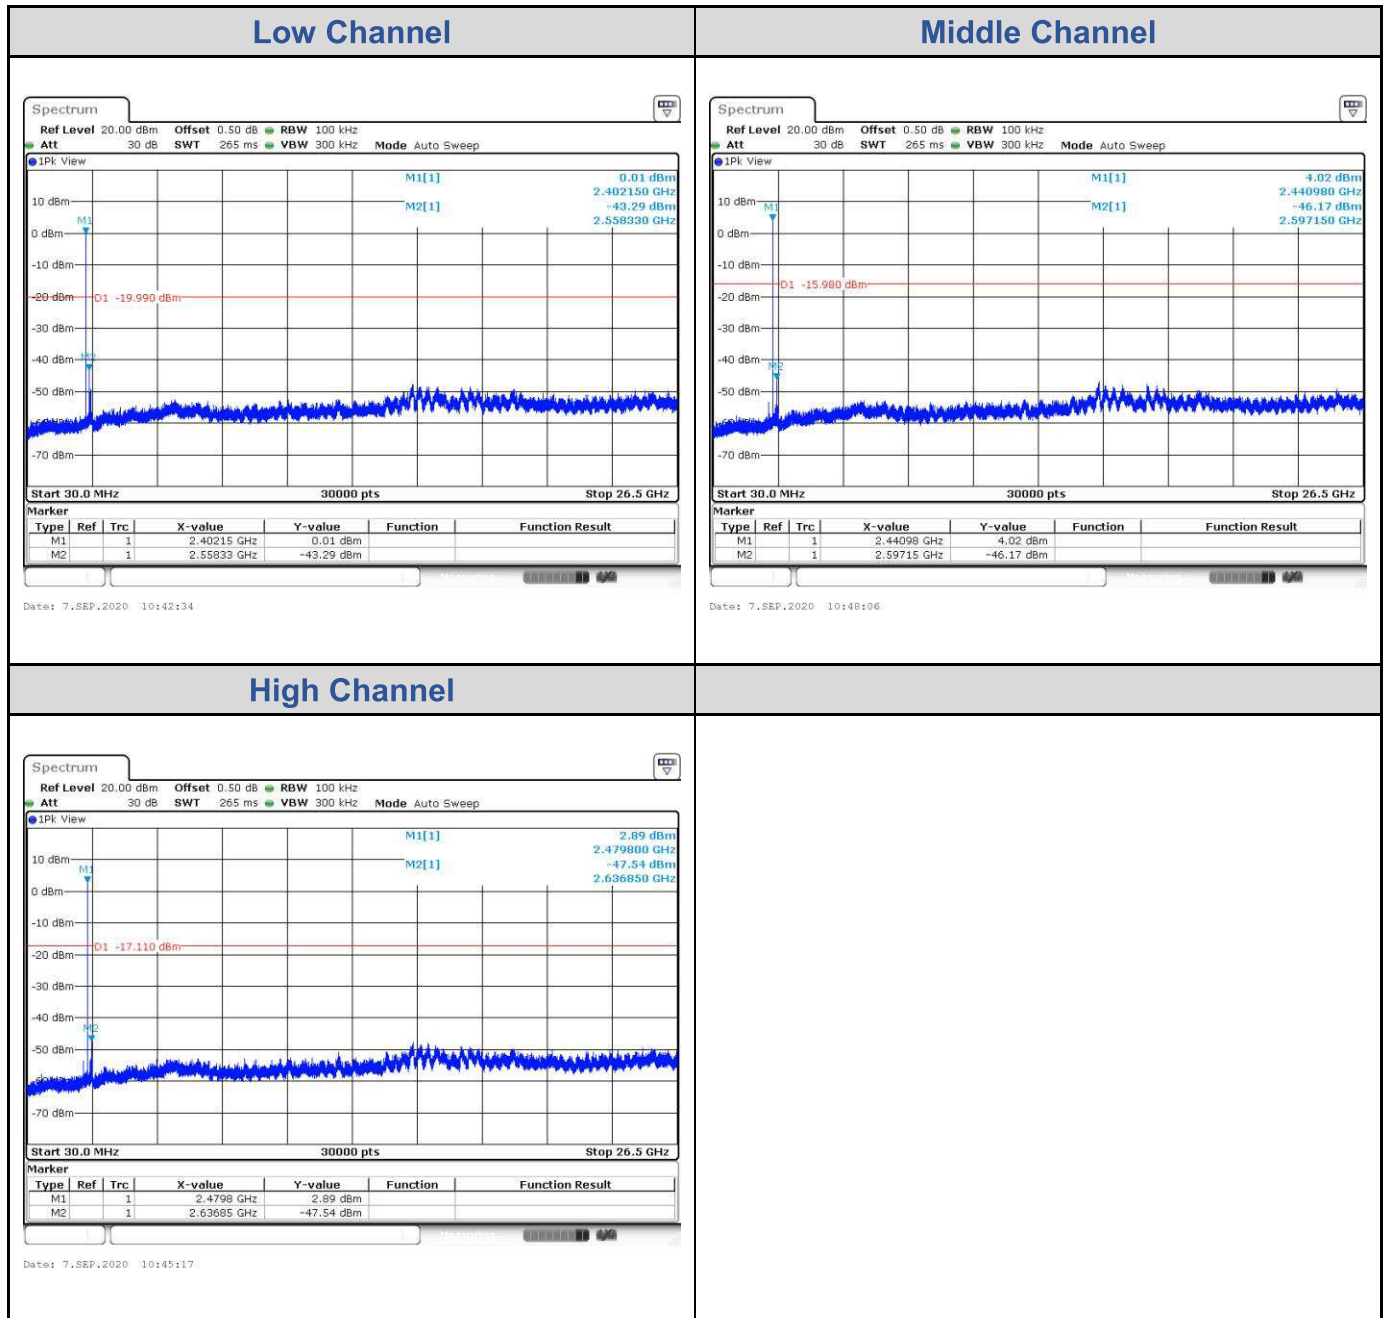 Low Channel
Spectrum
Ref Level 20.00 dBm Offset 0.50 dB RBW 100 kHz
Att 30 dB SWT 265 ms VBW 300 kHz Mode Auto Sweep
1Pk View
M1[1] 0.01 dBm
2.402150 GHz
M2[1] -43.29 dBm
2.558330 GHz
10 dBm
M1
0 dBm
-10 dBm
-20 dBm
D1 -19.990 dBm
-30 dBm
-40 dBm
M2
-50 dBm
-70 dBm
Start 30.0 MHz 30000 pts Stop 26.5 GHz
Marker
Type Ref Trc X-value Y-value Function Function Result
M1 1 2.40215 GHz 0.01 dBm
M2 1 2.55833 GHz -43.29 dBm
Date: 7.SEP.2020 10:42:34
Middle Channel
Spectrum
Ref Level 20.00 dBm Offset 0.50 dB RBW 100 kHz
Att 30 dB SWT 265 ms VBW 300 kHz Mode Auto Sweep
1Pk View
M1[1] 4.02 dBm
2.440980 GHz
M2[1] -46.17 dBm
2.597150 GHz
10 dBm
M1
0 dBm
-10 dBm
D1 -15.980 dBm
-20 dBm
-30 dBm
-40 dBm
M2
-50 dBm
-70 dBm
Start 30.0 MHz 30000 pts Stop 26.5 GHz
Marker
Type Ref Trc X-value Y-value Function Function Result
M1 1 2.44098 GHz 4.02 dBm
M2 1 2.59715 GHz -46.17 dBm
Date: 7.SEP.2020 10:48:06
High Channel
Spectrum
Ref Level 20.00 dBm Offset 0.50 dB RBW 100 kHz
Att 30 dB SWT 265 ms VBW 300 kHz Mode Auto Sweep
1Pk View
M1[1] 2.89 dBm
2.479800 GHz
M2[1] -47.54 dBm
2.636850 GHz
10 dBm
M1
0 dBm
-10 dBm
D1 -17.110 dBm
-20 dBm
-30 dBm
-40 dBm
M2
-50 dBm
-70 dBm
Start 30.0 MHz 30000 pts Stop 26.5 GHz
Marker
Type Ref Trc X-value Y-value Function Function Result
M1 1 2.4798 GHz 2.89 dBm
M2 1 2.63685 GHz -47.54 dBm
Date: 7.SEP.2020 10:45:17